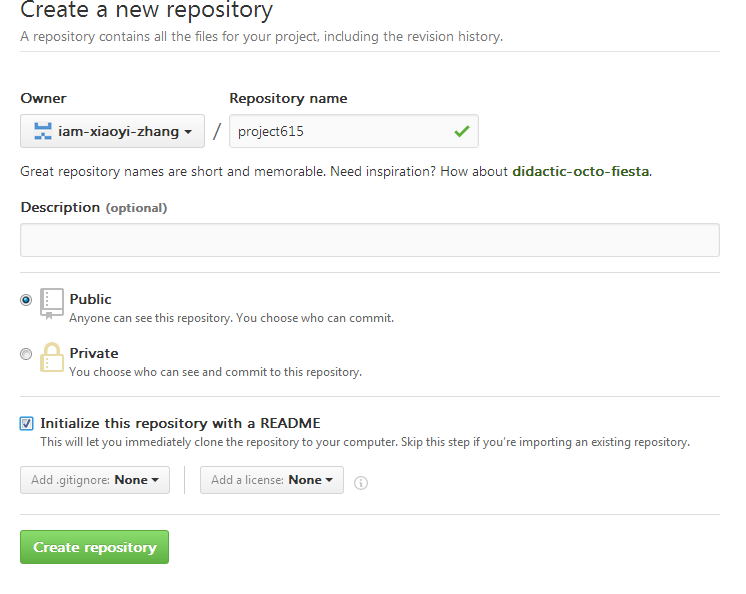 Create a new repository
A repository contains all the files for your project, including the revision history.
Owner
Repository name
iam-xiaoyi-zhang / project615
Great repository names are short and memorable. Need inspiration? How about didactic-octo-fiesta.
Description (optional)
Public
Anyone can see this repository. You choose who can commit.
Private
You choose who can see and commit to this repository.
Initialize this repository with a README
This will let you immediately clone the repository to your computer. Skip this step if you're importing an existing repository.
Add .gitignore: None
Add a license: None
Create repository